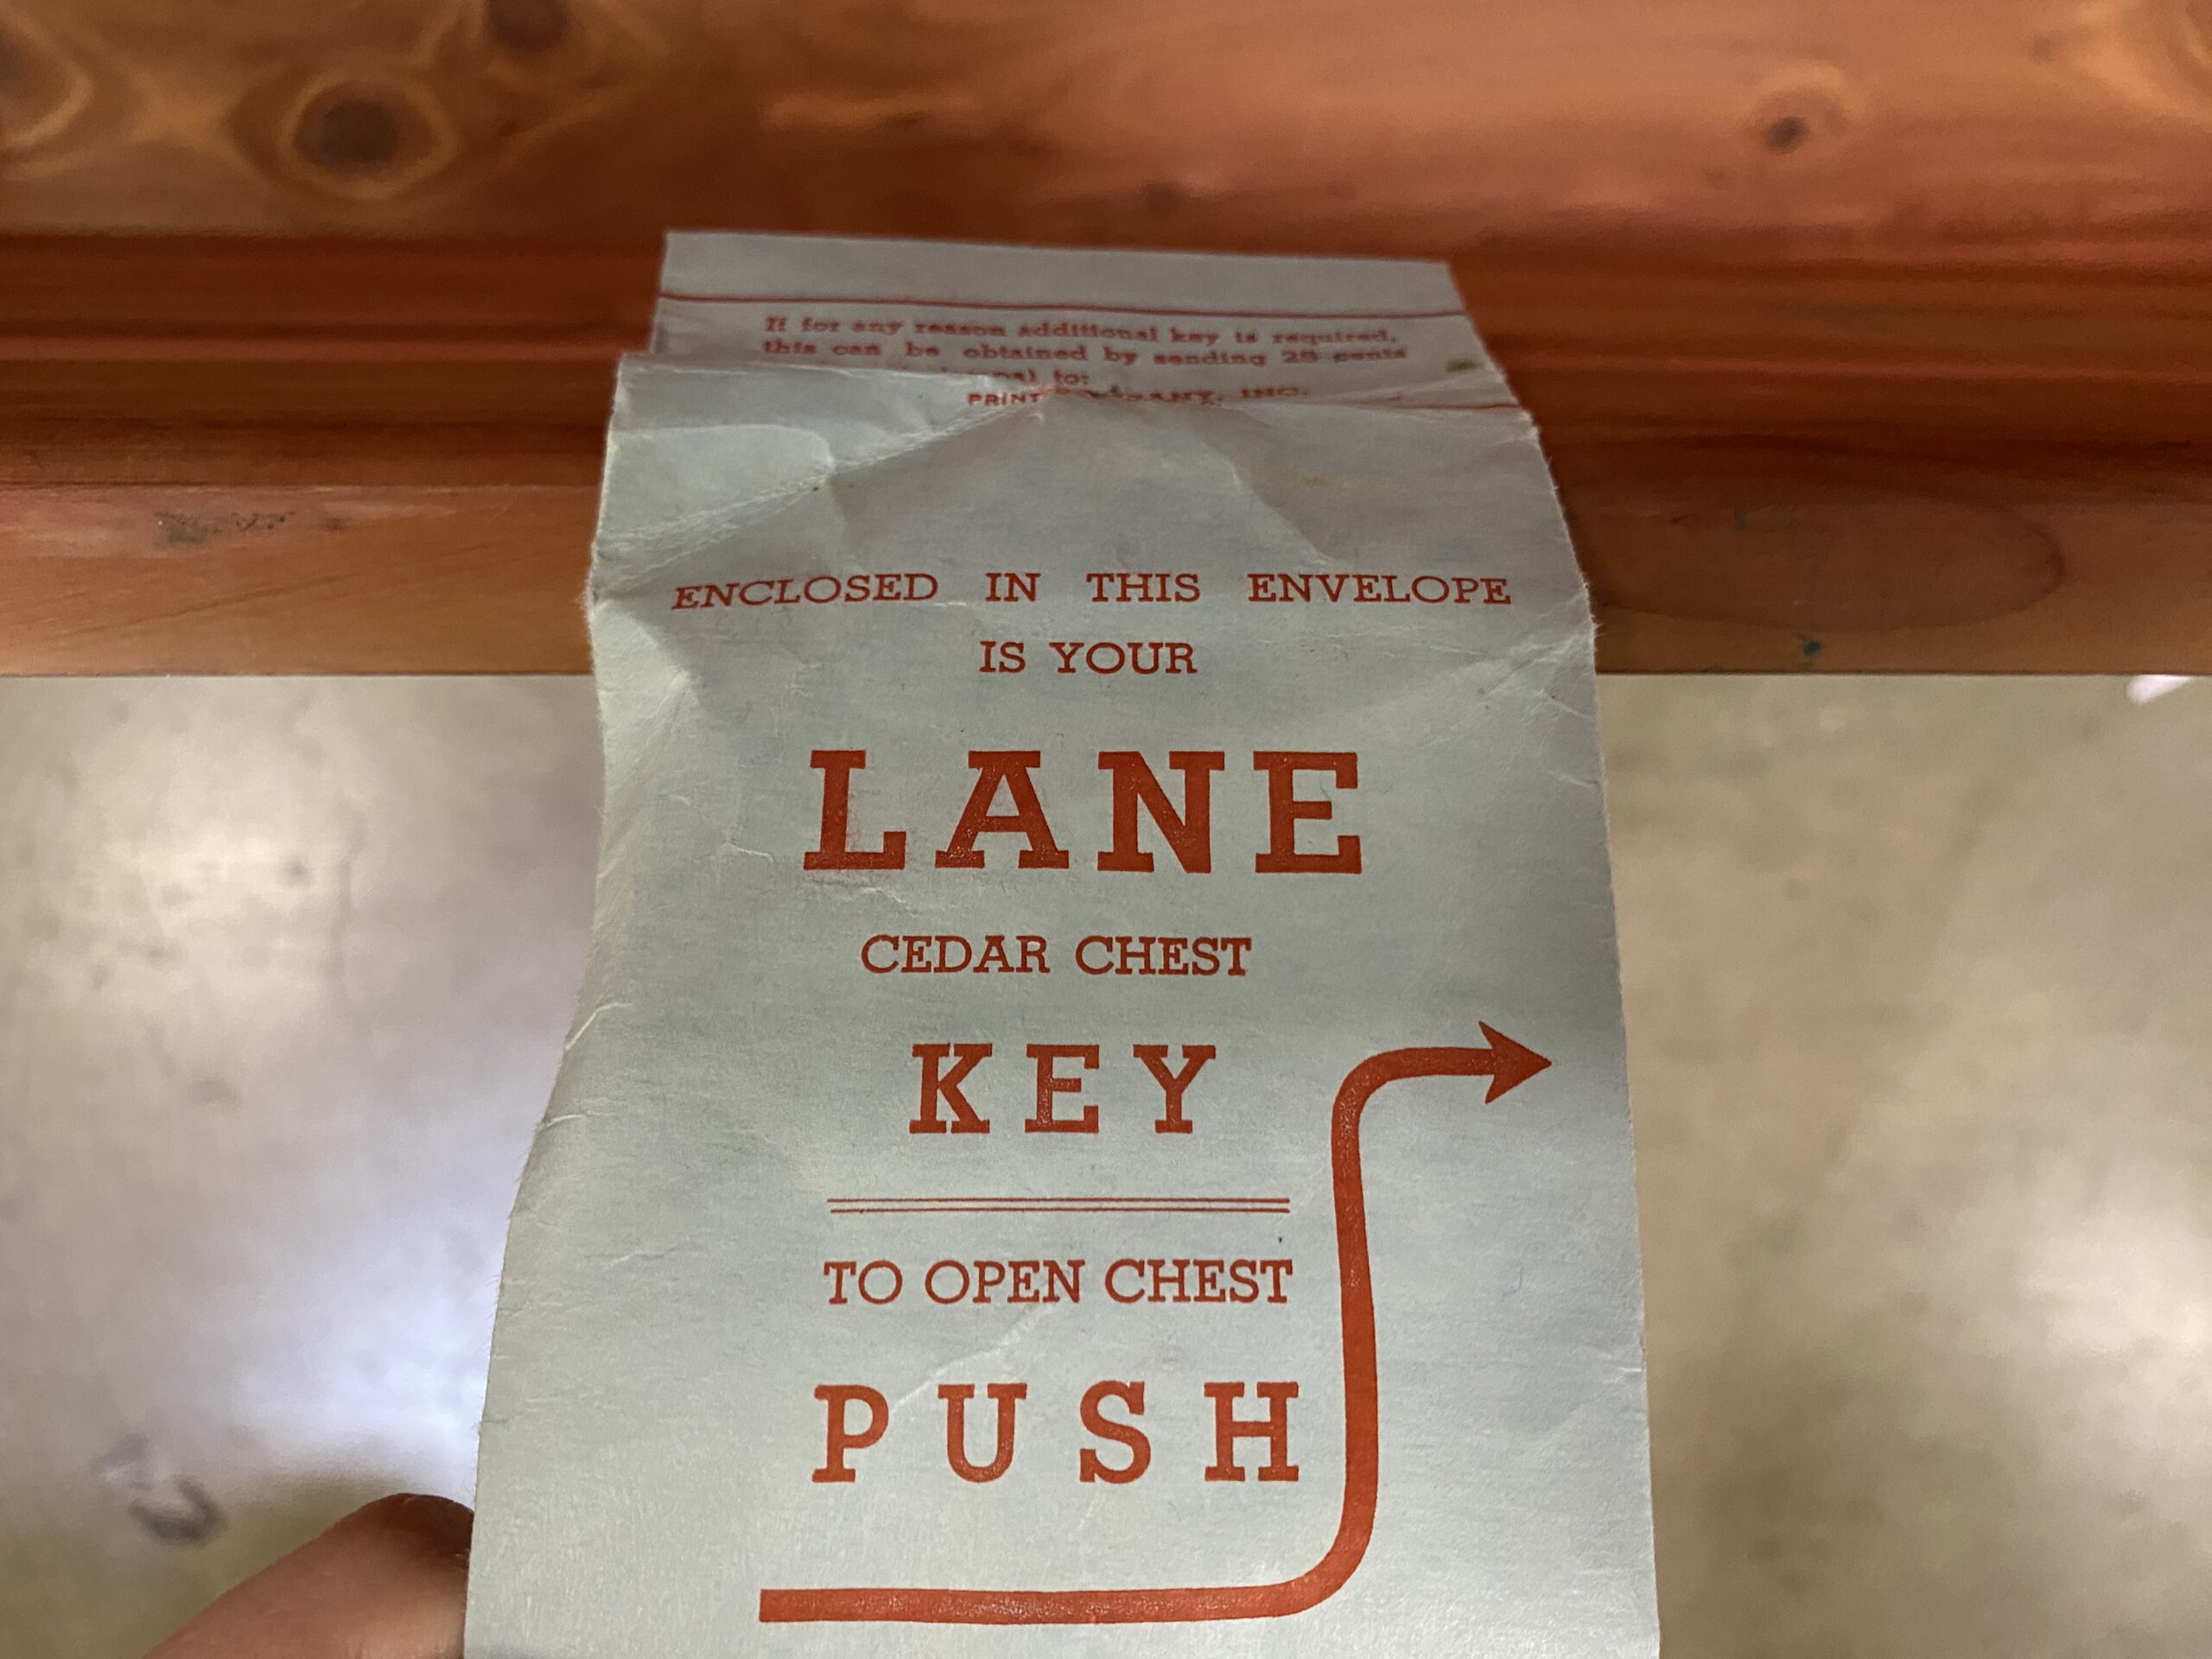 If for any reason additional key is required,
this can be obtained by sending 25 cents
to:
ENCLOSED IN THIS ENVELOPE
IS YOUR
LANE
CEDAR CHEST
KEY
TO OPEN CHEST
PUSH